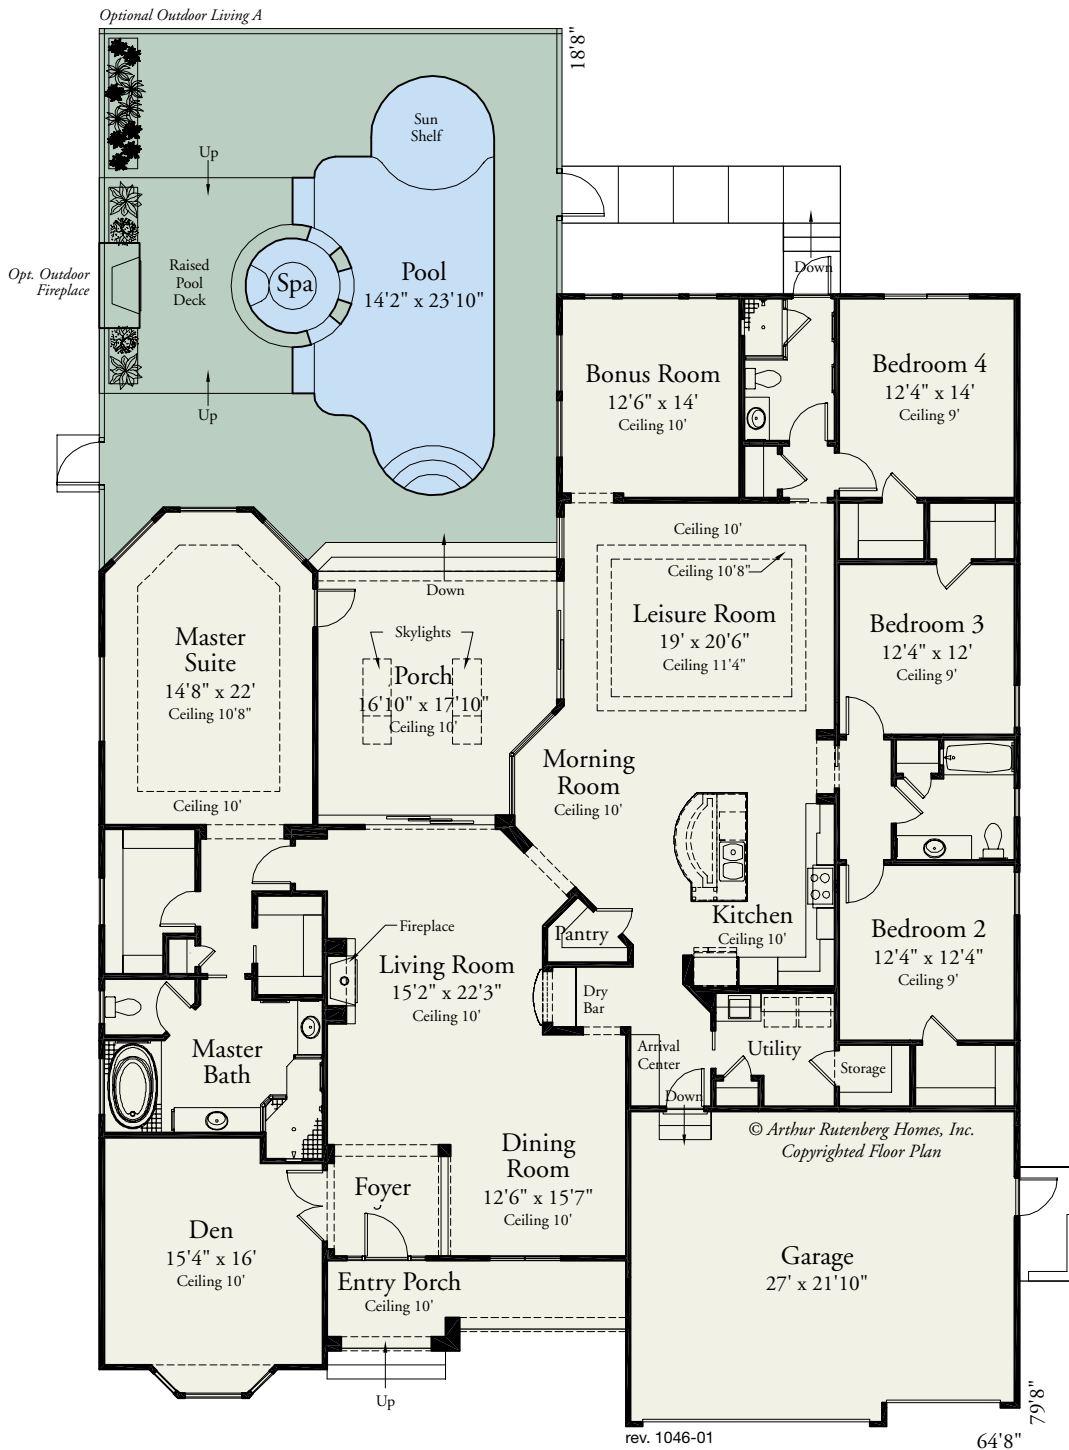 Optional Outdoor Living A
18'8"
Sun
Shelf
Up
Opt. Outdoor
Fireplace
Raised
Pool
Deck
Spa
Pool
14'2" x 23'10"
Up
Down
Bonus Room
12'6" x 14'
Ceiling 10'
Bedroom 4
12'4" x 14'
Ceiling 9'
Down
Ceiling 10'
Ceiling 10'8"
Leisure Room
19' x 20'6"
Ceiling 11'4"
Bedroom 3
12'4" x 12'
Ceiling 9'
Master
Suite
14'8" x 22'
Ceiling 10'8"
Ceiling 10'
Skylights
Porch
16'10" x 17'10"
Ceiling 10'
Morning
Room
Ceiling 10'
Kitchen
Ceiling 10'
Pantry
Bedroom 2
12'4" x 12'4"
Ceiling 9'
Fireplace
Living Room
15'2" x 22'3"
Ceiling 10'
Dry
Bar
Master
Bath
Arrival
Center
Utility
Storage
Down
© Arthur Rutenberg Homes, Inc.
Copyrighted Floor Plan
Dining
Room
12'6" x 15'7"
Ceiling 10'
Foyer
Den
15'4" x 16'
Ceiling 10'
Entry Porch
Ceiling 10'
Up
Garage
27' x 21'10"
rev. 1046-01
79'8"
64'8"